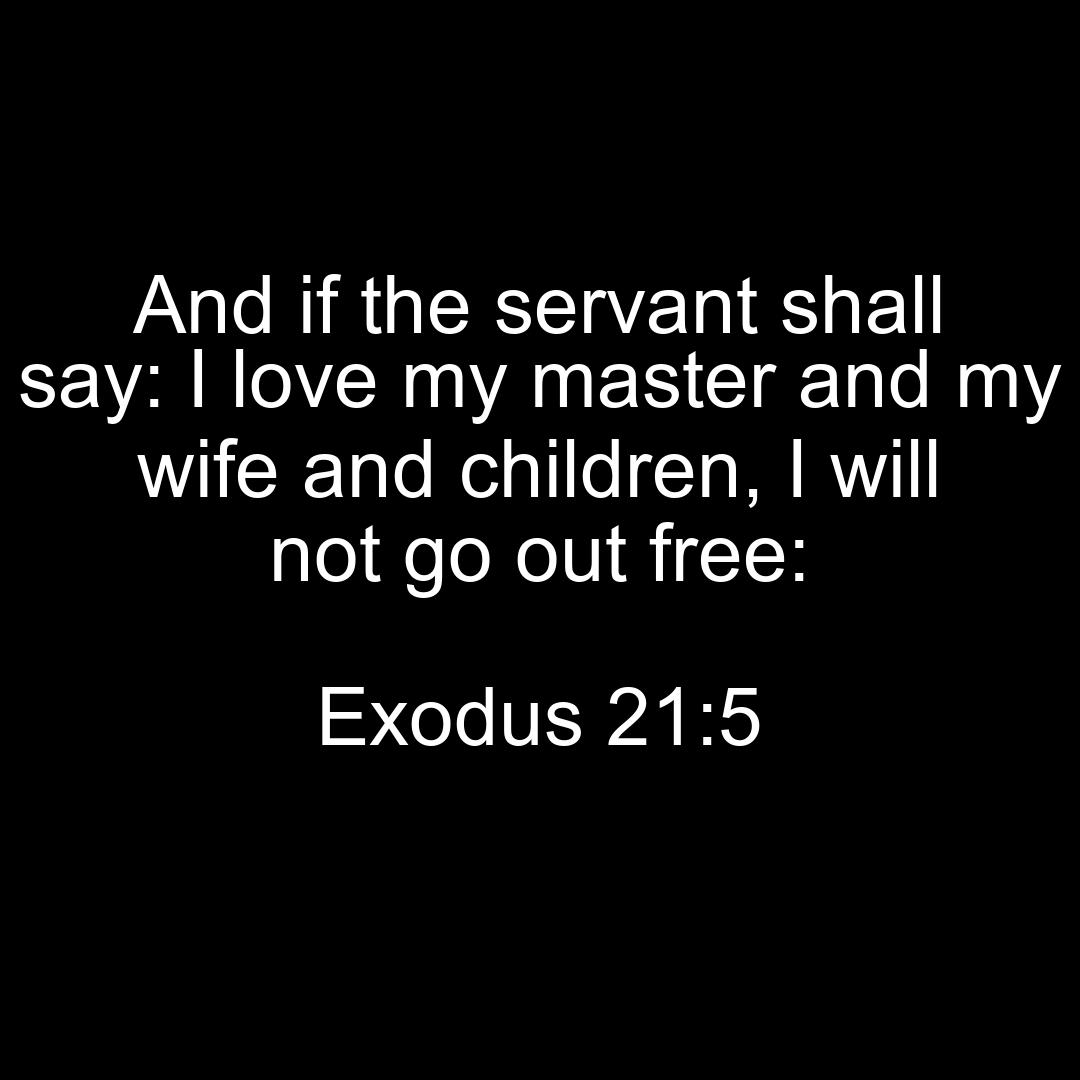 And if the servant shall
say: I love my master and my
wife and children, I will
not go out free:
Exodus 21:5